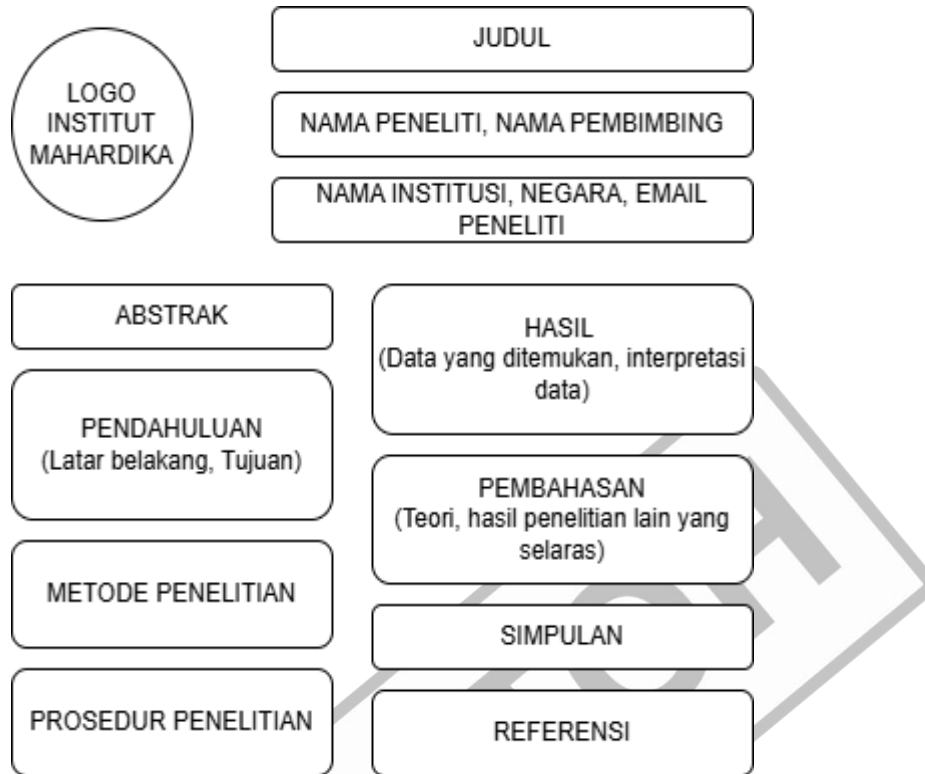 LOGO
INSTITUT
MAHARDIKA
JUDUL
NAMA PENELITI, NAMA PEMBIMBING
NAMA INSTITUSI, NEGARA, EMAIL
PENELITI
ABSTRAK
PENDAHULUAN
(Latar belakang, Tujuan)
METODE PENELITIAN
PROSEDUR PENELITIAN
HASIL
(Data yang ditemukan, interpretasi
data)
PEMBAHASAN
(Teori, hasil penelitian lain yang
selaras)
SIMPULAN
REFERENSI